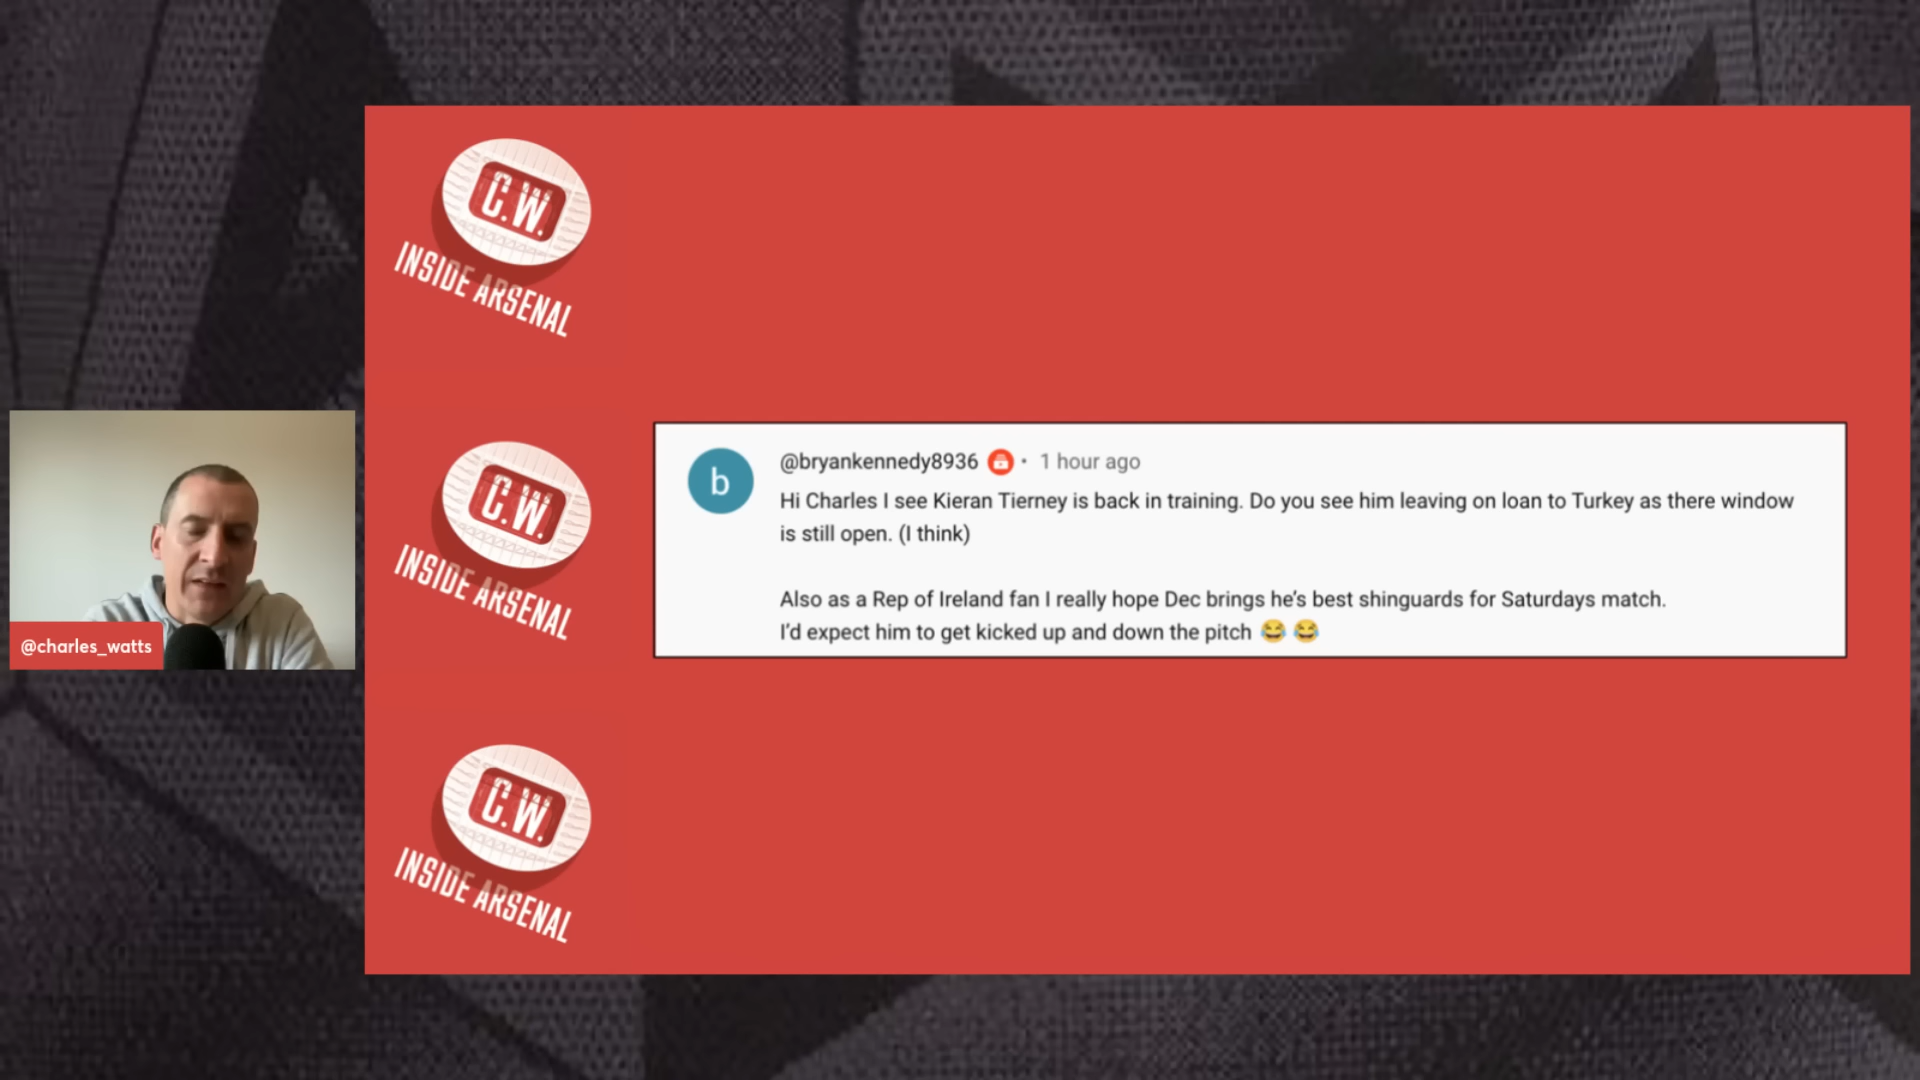 C.W.
INSIDE ARSENAL
C.W.
INSIDE ARSENAL
C.W.
INSIDE ARSENAL
@charles_watts
b
@bryankennedy8936 • 1 hour ago
Hi Charles I see Kieran Tierney is back in training. Do you see him leaving on loan to Turkey as there window
is still open. (I think)
Also as a Rep of Ireland fan I really hope Dec brings he's best shinguards for Saturdays match.
I'd expect him to get kicked up and down the pitch 😂 😂